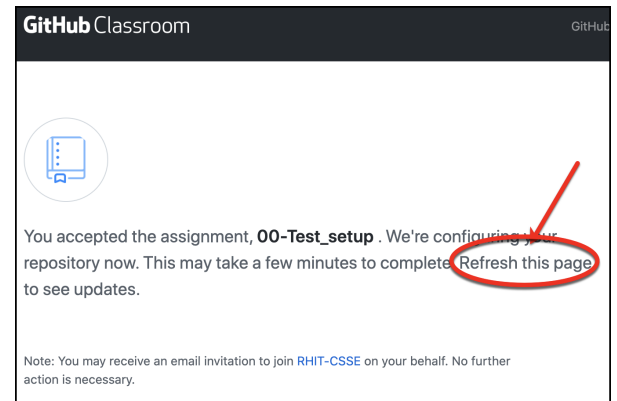 GitHub Classroom
GitHub
You accepted the assignment, 00-Test_setup . We're configuring your
repository now. This may take a few minutes to complete. Refresh this page
to see updates.
Note: You may receive an email invitation to join RHIT-CSSE on your behalf. No further
action is necessary.